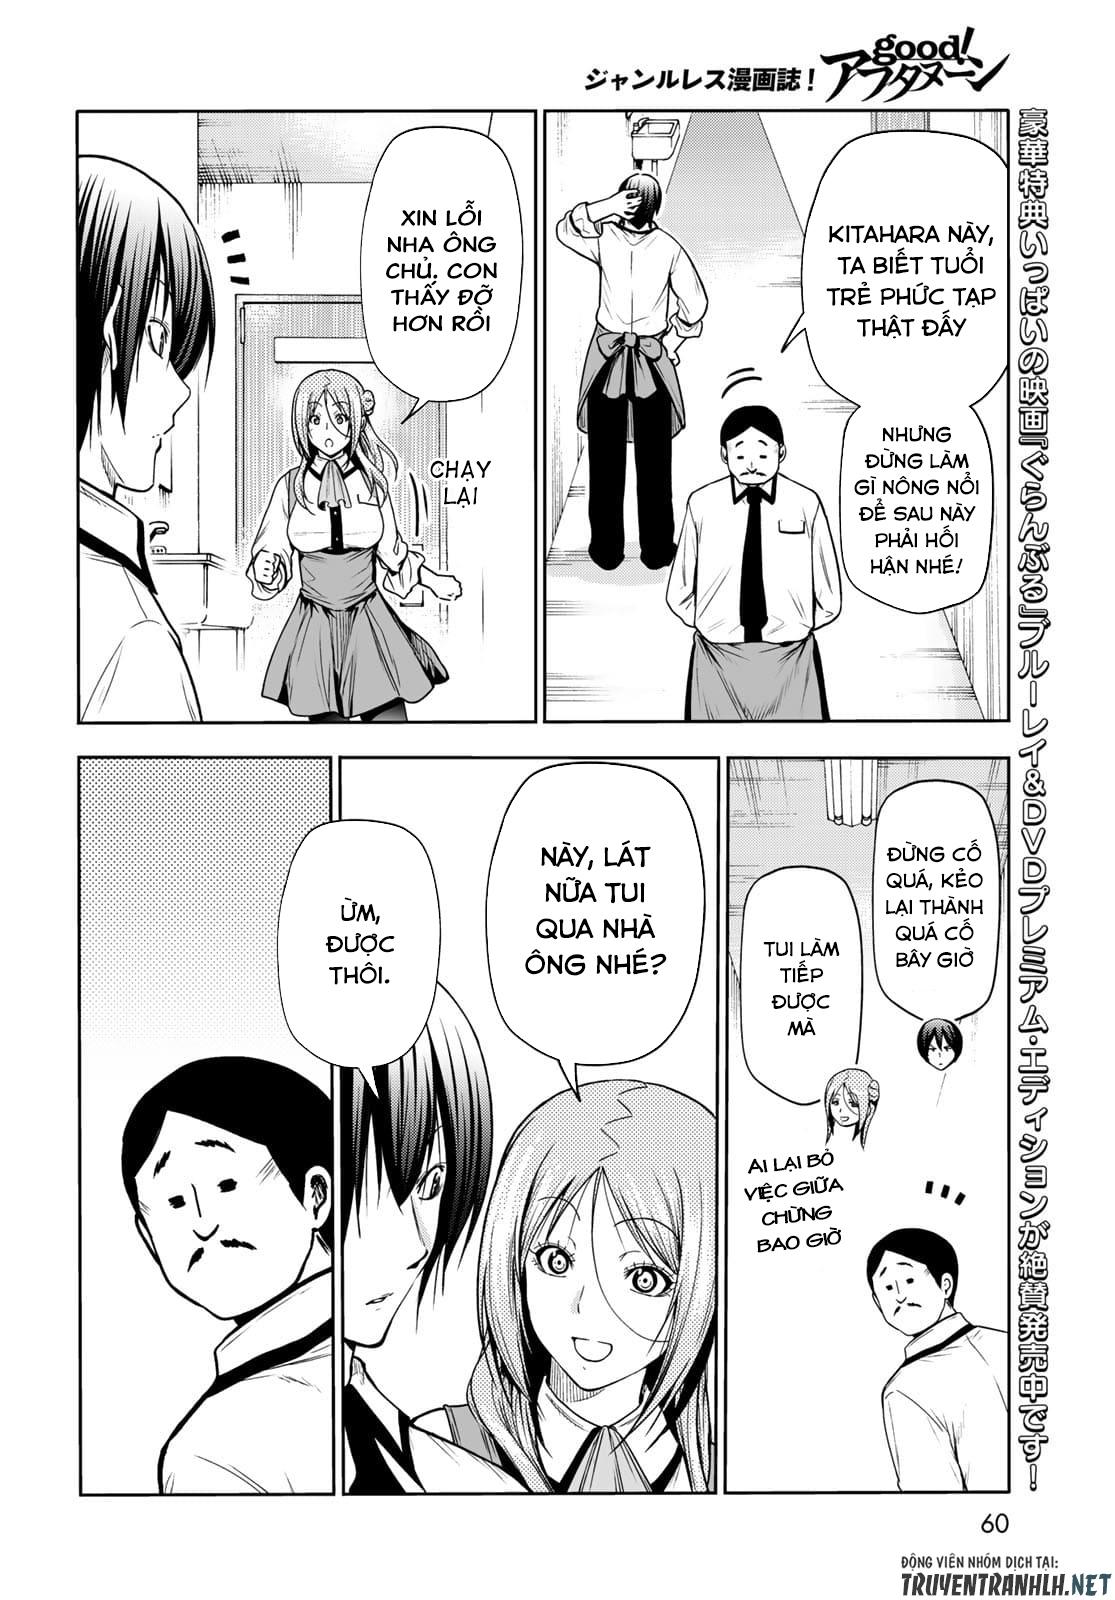 ジャンルレス漫画誌！
good!
アフタヌーン
豪華特典いっぱいの映画『ぐらんぶる』ブルーレイ&DVDプレミアム・エディションが絶賛発売中です！
KITAHARA NÀY,
TA BIẾT TUỔI
TRẺ PHỨC TẠP
THẬT ĐẤY
NHƯNG
ĐỪNG LÀM
GÌ NÔNG NỔI
ĐỂ SAU NÀY
PHẢI HỐI
HẬN NHÉ!
XIN LỖI
NHA ÔNG
CHỦ. CON
THẤY ĐỠ
HƠN RỒI
CHẠY
LẠI
ĐỪNG CỐ
QUÁ, KẺO
LẠI THÀNH
QUÁ CỐ
BÂY GIỜ
TUI LÀM
TIẾP
ĐƯỢC
MÀ
AI LẠI BỎ
VIỆC GIỮA
CHỪNG
BAO GIỜ
NÀY, LÁT
NỮA TUI
QUA NHÀ
ÔNG NHÉ?
ỪM,
ĐƯỢC
THÔI.
60
ĐỘNG VIÊN NHÓM DỊCH TẠI:
TRUYENTRANHLH.NET